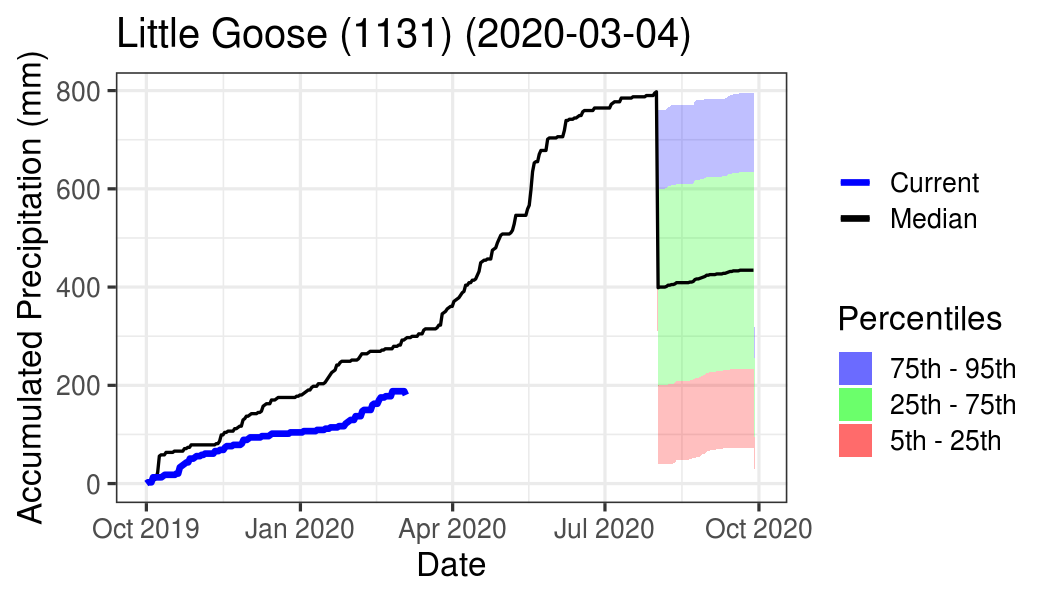 Little Goose (1131) (2020-03-04)
Accumulated Precipitation (mm)
800
600
400
200
0
Oct 2019
Jan 2020
Apr 2020
Jul 2020
Oct 2020
Date
Current
Median
Percentiles
75th - 95th
25th - 75th
5th - 25th